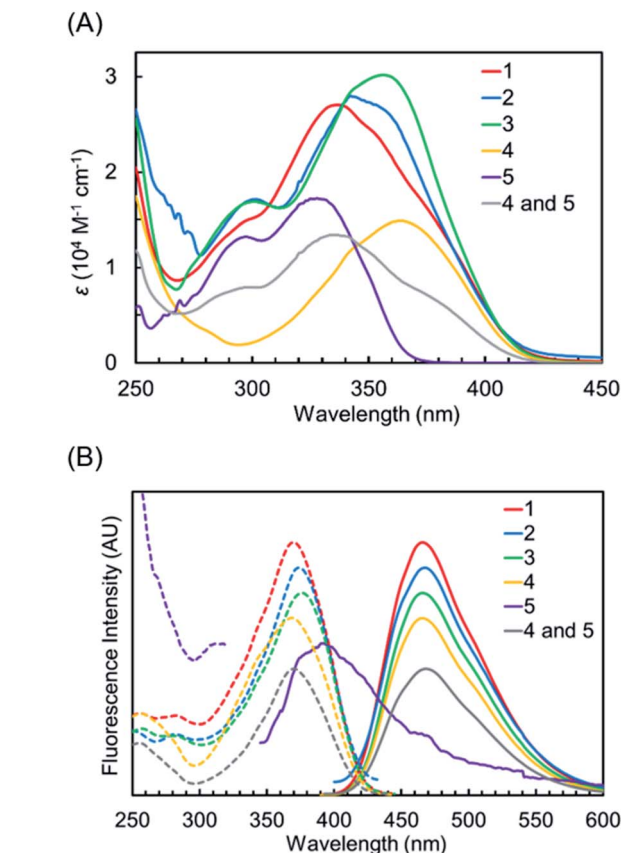 (A)
3
2
1
0
ε (10⁴ M⁻¹ cm⁻¹)
1
2
3
4
5
4 and 5
250 300 350 400 450
Wavelength (nm)
(B)
Fluorescence Intensity (AU)
1
2
3
4
5
4 and 5
250 300 350 400 450 500 550 600
Wavelength (nm)